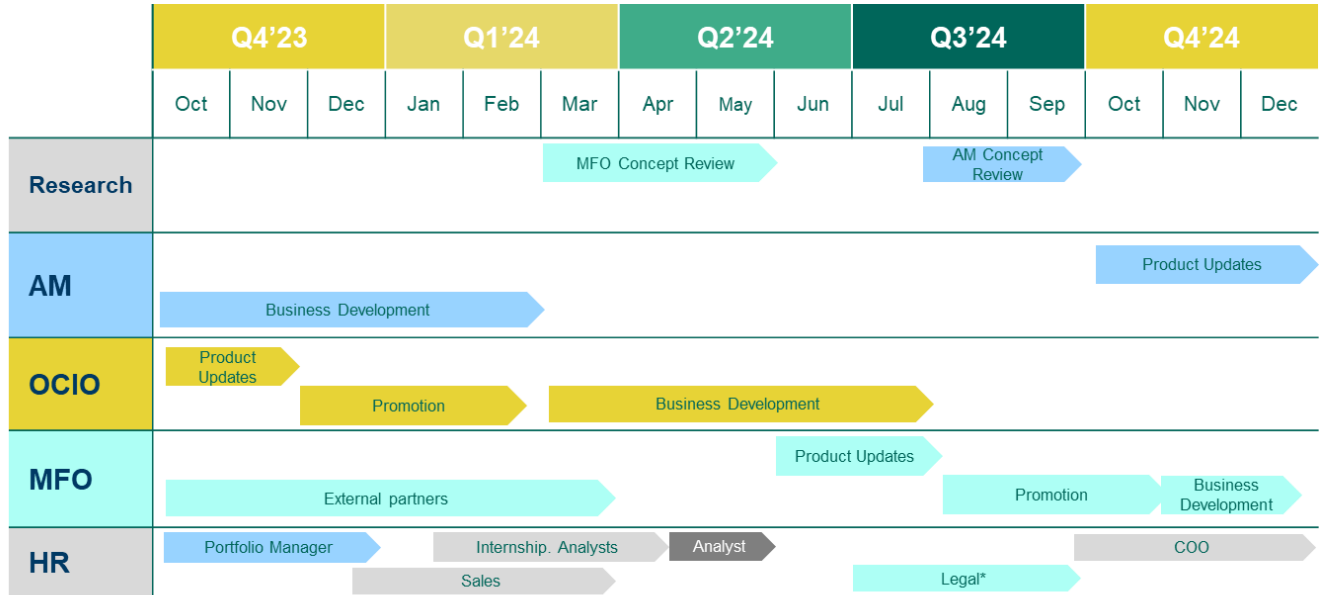 Q4’23 Q1’24 Q2’24 Q3’24 Q4’24
Oct Nov Dec Jan Feb Mar Apr May Jun Jul Aug Sep Oct Nov Dec
Research
MFO Concept Review
AM Concept
Review
AM
Product Updates
Business Development
OCIO
Product
Updates
Promotion
Business Development
MFO
Product Updates
External partners
Promotion
Business
Development
HR
Portfolio Manager
Internship. Analysts
Analyst
COO
Sales
Legal*